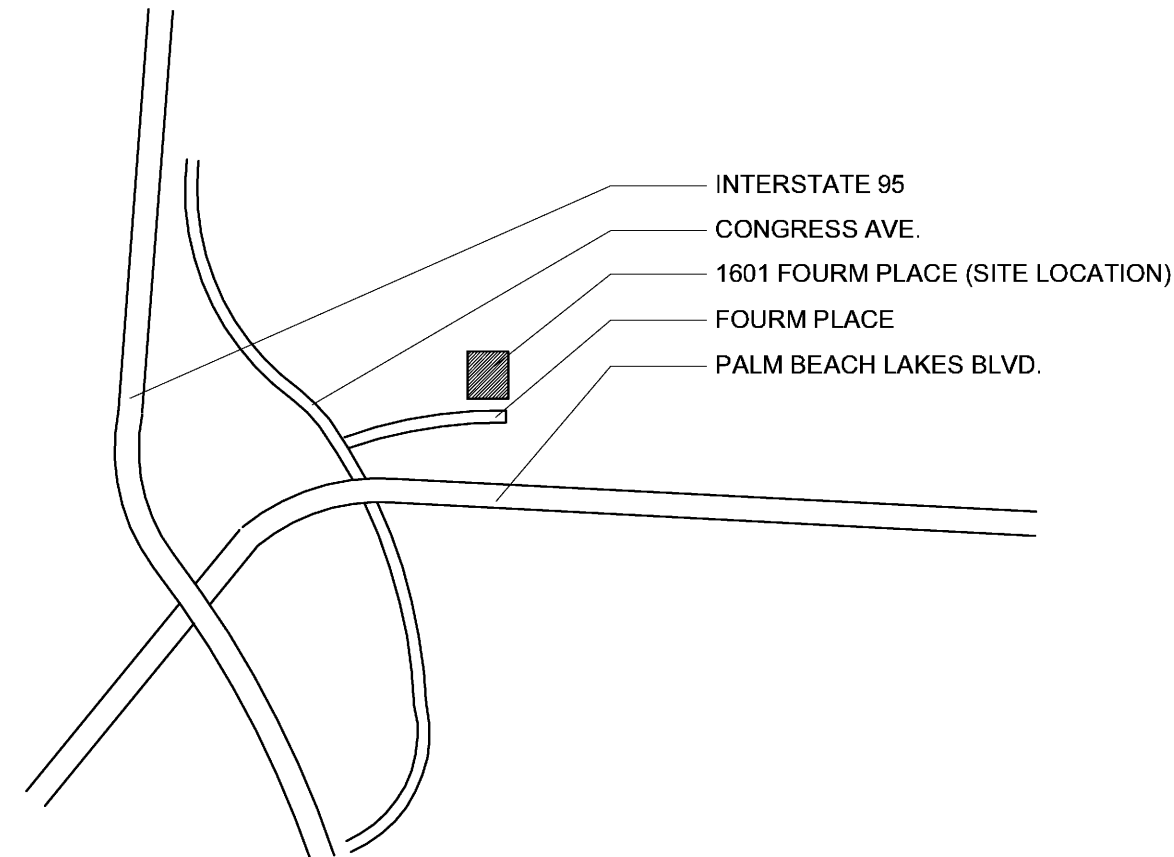 INTERSTATE 95
CONGRESS AVE.
1601 FOURM PLACE (SITE LOCATION)
FOURM PLACE
PALM BEACH LAKES BLVD.